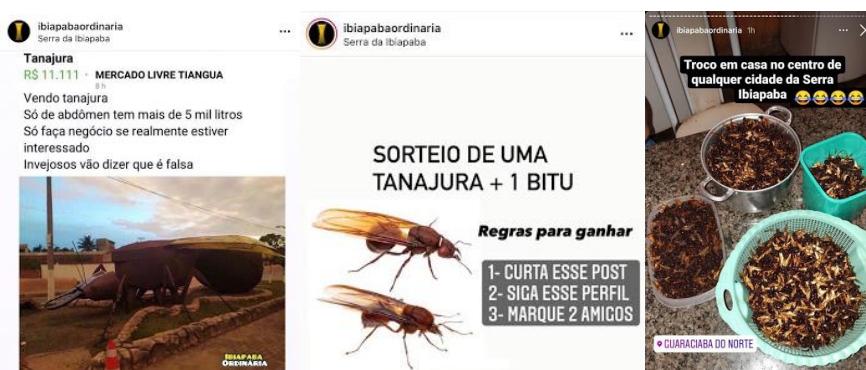 ibiapabaordinaria
Serra da Ibiapaba
Tanajura
R$ 11.111 · MERCADO LIVRE TIANGUA
8 h
Vendo tanajura
Só de abdômen tem mais de 5 mil litros
Só faça negócio se realmente estiver
interessado
Invejosos vão dizer que é falsa
IBIAPABA
ORDINÁRIA
ibiapabaordinaria
Serra da Ibiapaba
SORTEIO DE UMA
TANAJURA + 1 BITU
Regras para ganhar
1- CURTA ESSE POST
2- SIGA ESSE PERFIL
3- MARQUE 2 AMIGOS
ibiapabaordinaria 1h
Troco em casa no centro de
qualquer cidade da Serra
Ibiapaba 😂😂😂😂
GUARACIABA DO NORTE